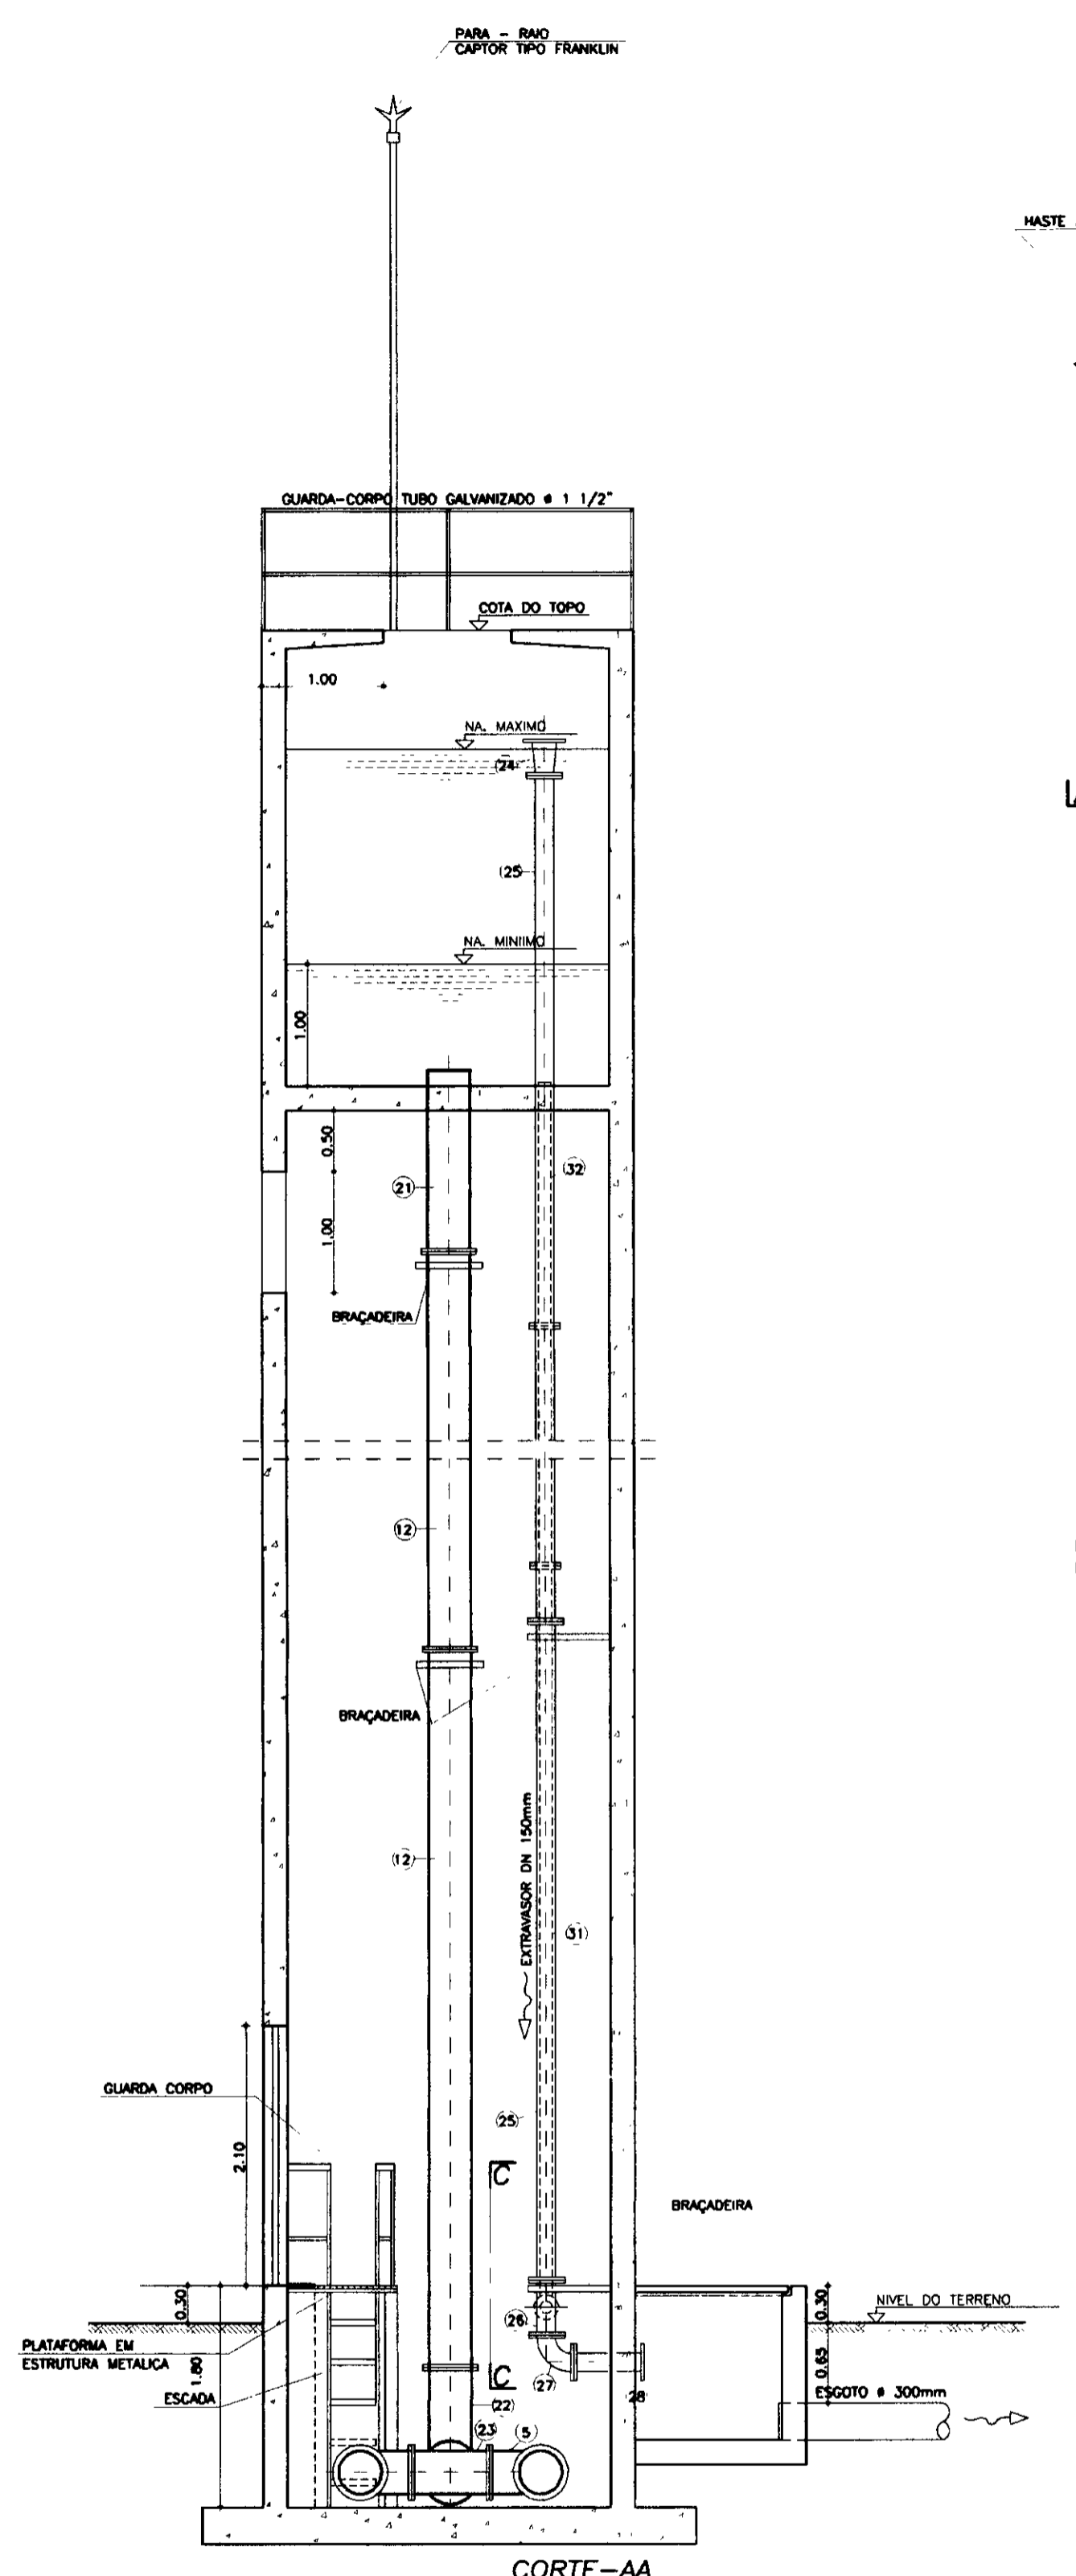 PARA - RAIO
CAPTOR TIPO FRANKLIN
HASTE
GUARDA-CORPO TUBO GALVANIZADO ø 1 1/2"
COTA DO TOPO
1.00
NA. MAXIMO
24
25
NA. MINIIMO
1.00
0.50
32
21
1.00
BRAÇADEIRA
12
BRAÇADEIRA
EXTRAVASOR DN 150mm
12
31
GUARDA CORPO
25
2.10
C
BRAÇADEIRA
0.30
NIVEL DO TERRENO
0.30
26
PLATAFORMA EM
ESTRUTURA METALIÇA
1.80
0.65
C
27
28
ESCADA
ESGOTO ø 300mm
22
23
5
CORTE-AA